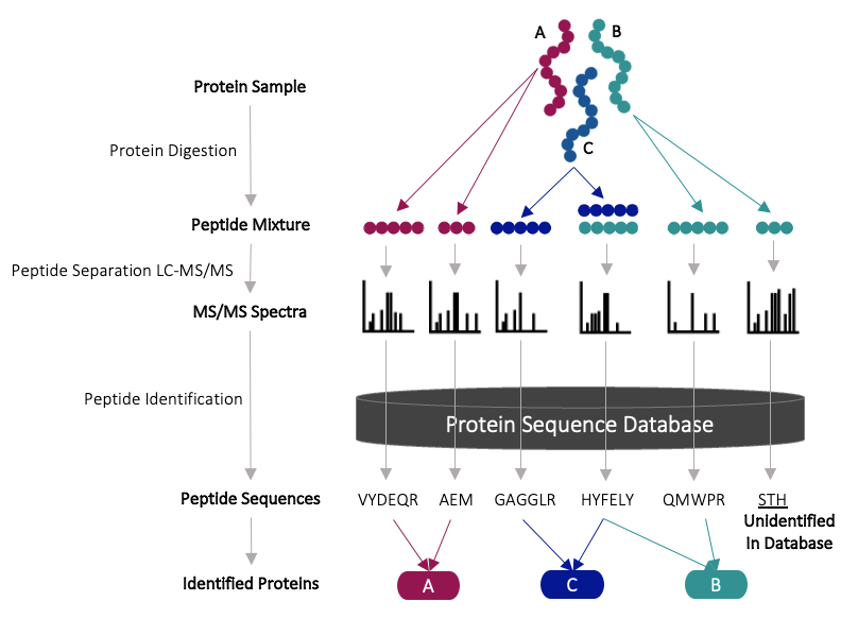 A
B
Protein Sample
Protein Digestion
C
Peptide Mixture
Peptide Separation LC-MS/MS
MS/MS Spectra
Peptide Identification
Protein Sequence Database
Peptide Sequences
VYDEQR
AEM
GAGGLR
HYFELY
QMWPR
STH
Unidentified
In Database
Identified Proteins
A
C
B